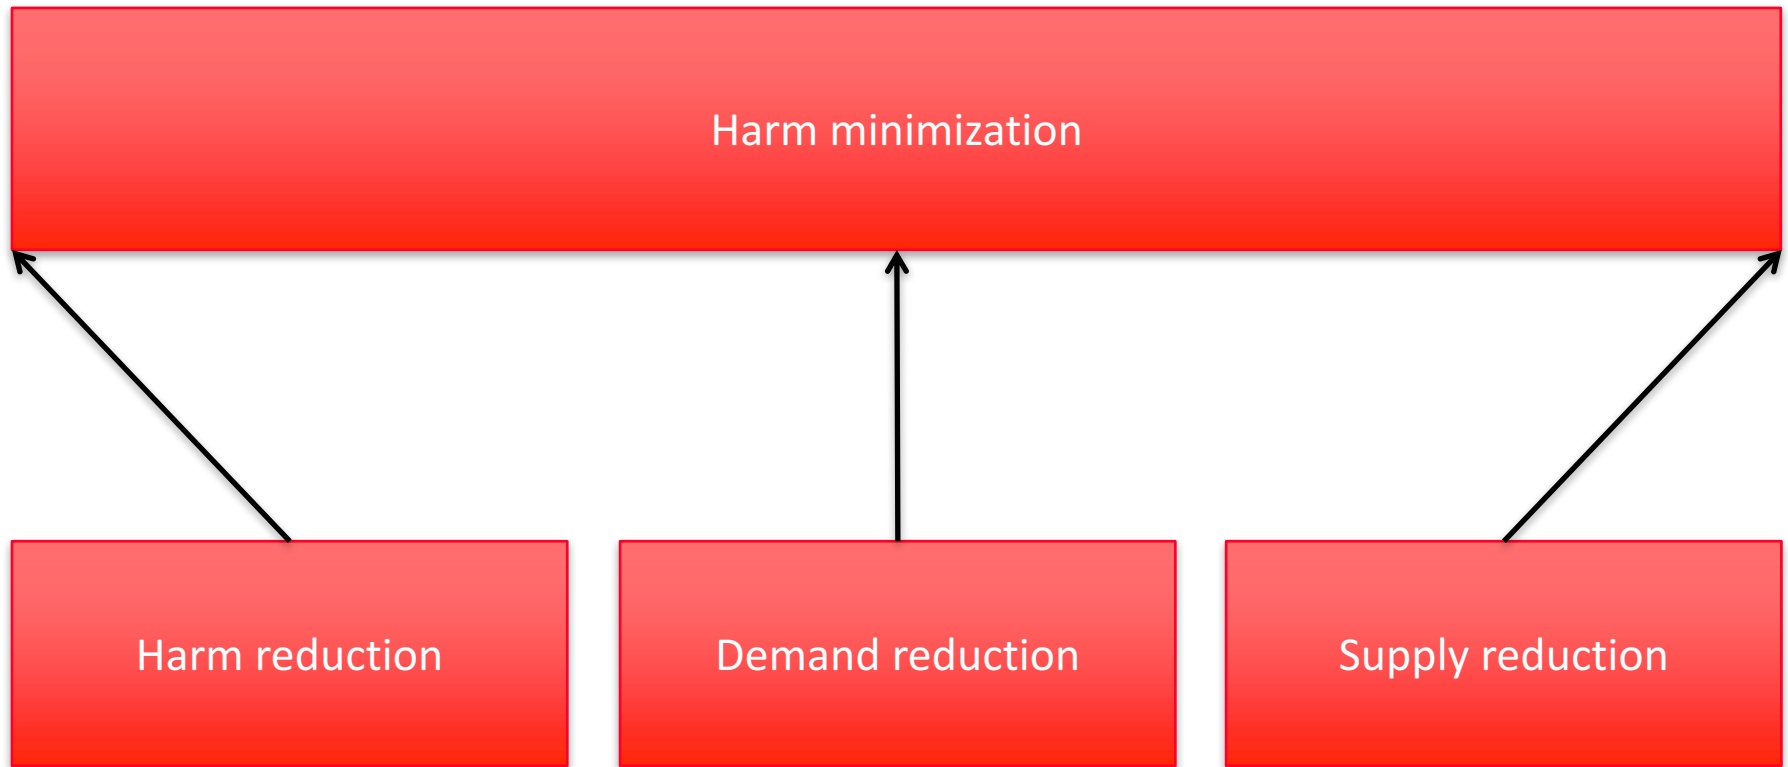 Harm minimization
Harm reduction
Demand reduction
Supply reduction